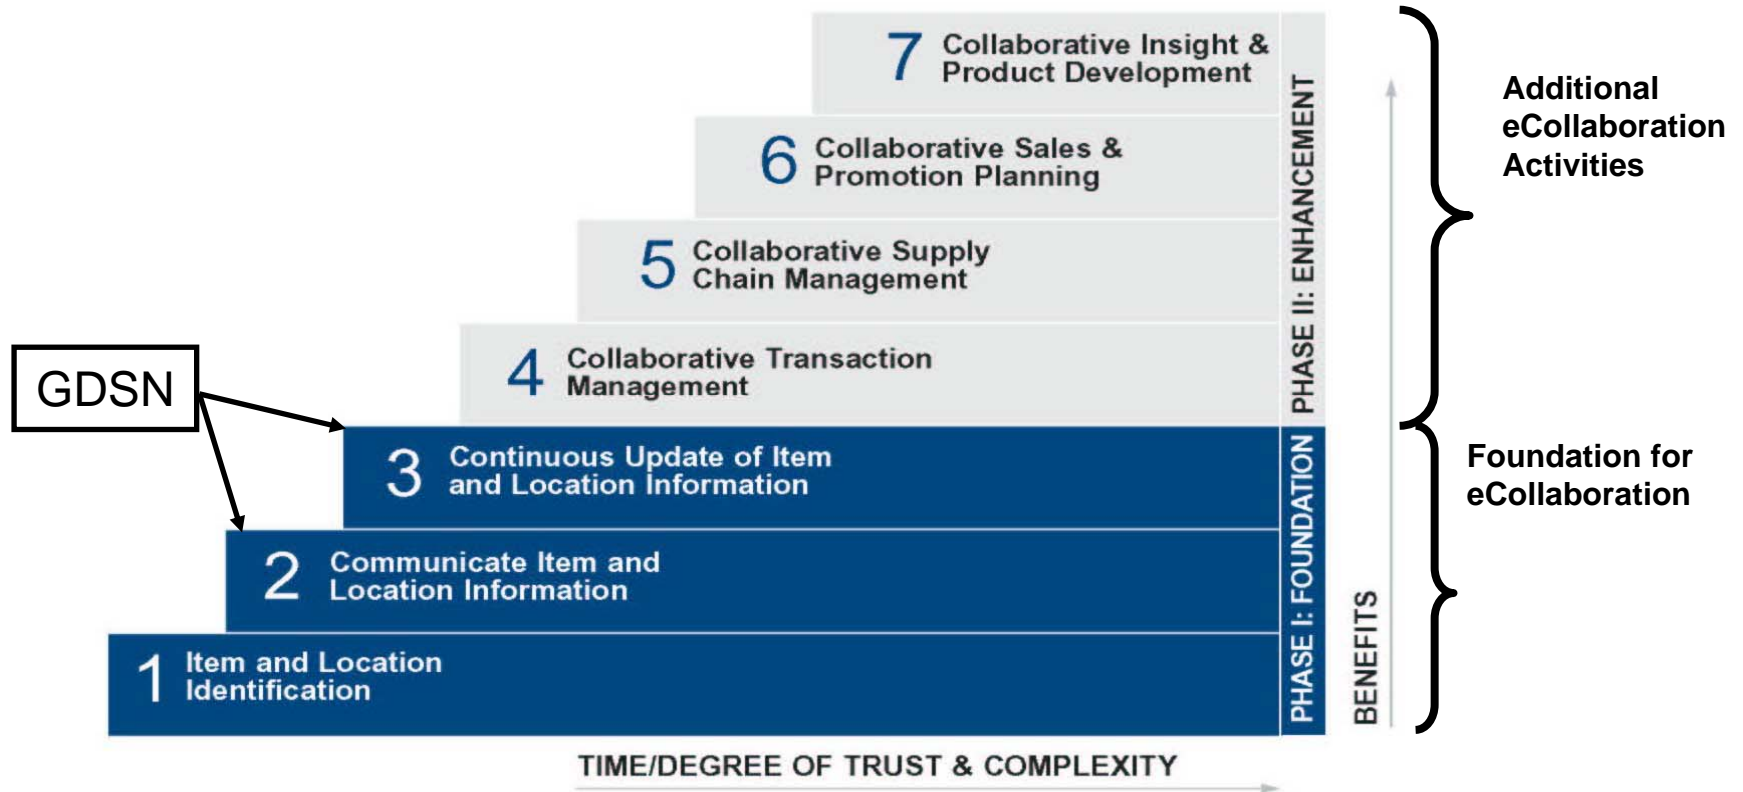 7
Collaborative Insight &
Product Development
6
Collaborative Sales &
Promotion Planning
5
Collaborative Supply
Chain Management
4
Collaborative Transaction
Management
3
Continuous Update of Item
and Location Information
2
Communicate Item and
Location Information
1
Item and Location
Identification
GDSN
PHASE II: ENHANCEMENT
PHASE I: FOUNDATION
BENEFITS
Additional
eCollaboration
Activities
Foundation for
eCollaboration
TIME/DEGREE OF TRUST & COMPLEXITY